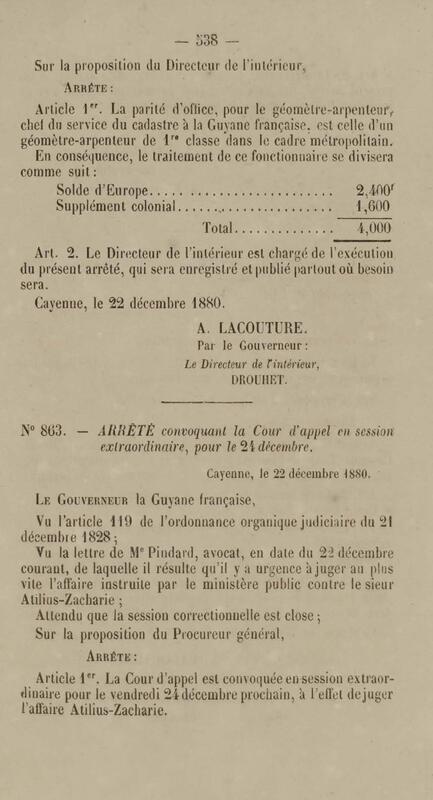 — 538 —
Sur la proposition du Directeur de l'intérieur,
ARRÊTE :
Article 1er. La parité d'office, pour le géomètre-arpenteur,
chef du service du cadastre à la Guyane française, est celle d'un
géomètre-arpenteur de 1re classe dans le cadre métropolitain.
En conséquence, le traitement de ce fonctionnaire se divisera
comme suit :
Solde d'Europe.............................. 2,400f
Supplément colonial......................... 1,600
Total.............. 4,000
Art. 2. Le Directeur de l'intérieur est chargé de l'exécution
du présent arrêté, qui sera enregistré et publié partout où besoin
sera.
Cayenne, le 22 décembre 1880.
A. LACOUTURE.
Par le Gouverneur :
Le Directeur de l'intérieur,
DROUHET.
N° 863. — ARRÊTÉ convoquant la Cour d'appel en session
extraordinaire, pour le 24 décembre.
Cayenne, le 22 décembre 1880.
LE GOUVERNEUR la Guyane française,
Vu l'article 119 de l'ordonnance organique judiciaire du 21
décembre 1828 ;
Vu la lettre de Me Pindard, avocat, en date du 22 décembre
courant, de laquelle il résulte qu'il y a urgence à juger au plus
vite l'affaire instruite par le ministère public contre le sieur
Atilius-Zacharie ;
Attendu que la session correctionnelle est close ;
Sur la proposition du Procureur général,
ARRÊTE :
Article 1er. La Cour d'appel est convoquée en session extraor-
dinaire pour le vendredi 24 décembre prochain, à l'effet de juger
l'affaire Atilius-Zacharie.